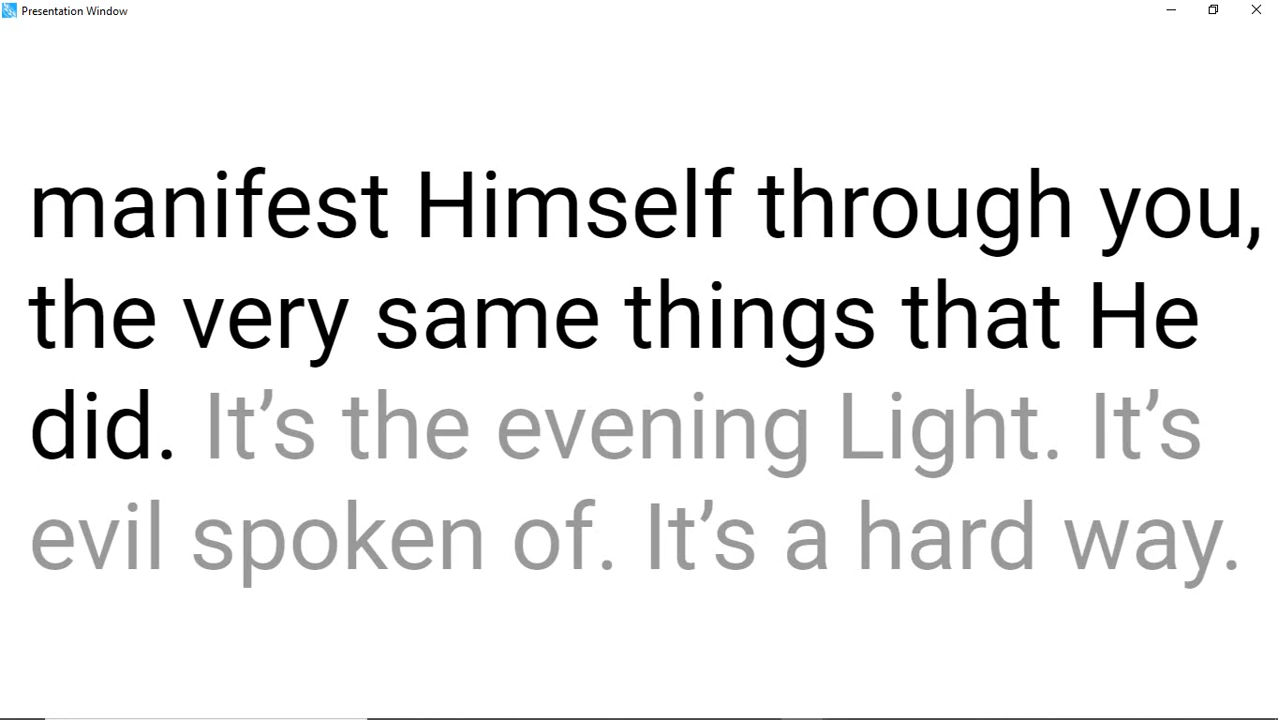 Presentation Window
manifest Himself through you,
the very same things that He
did. It’s the evening Light. It’s
evil spoken of. It’s a hard way.